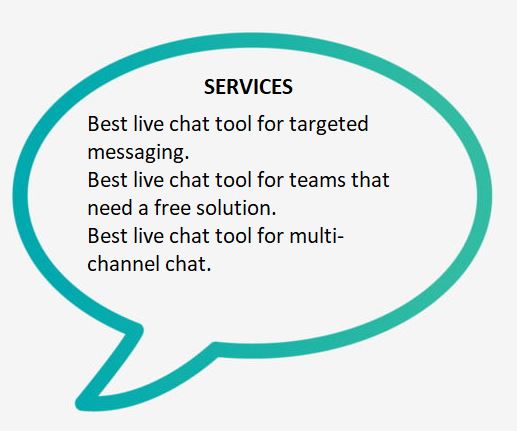 SERVICES
Best live chat tool for targeted
messaging.
Best live chat tool for teams that
need a free solution.
Best live chat tool for multi-
channel chat.